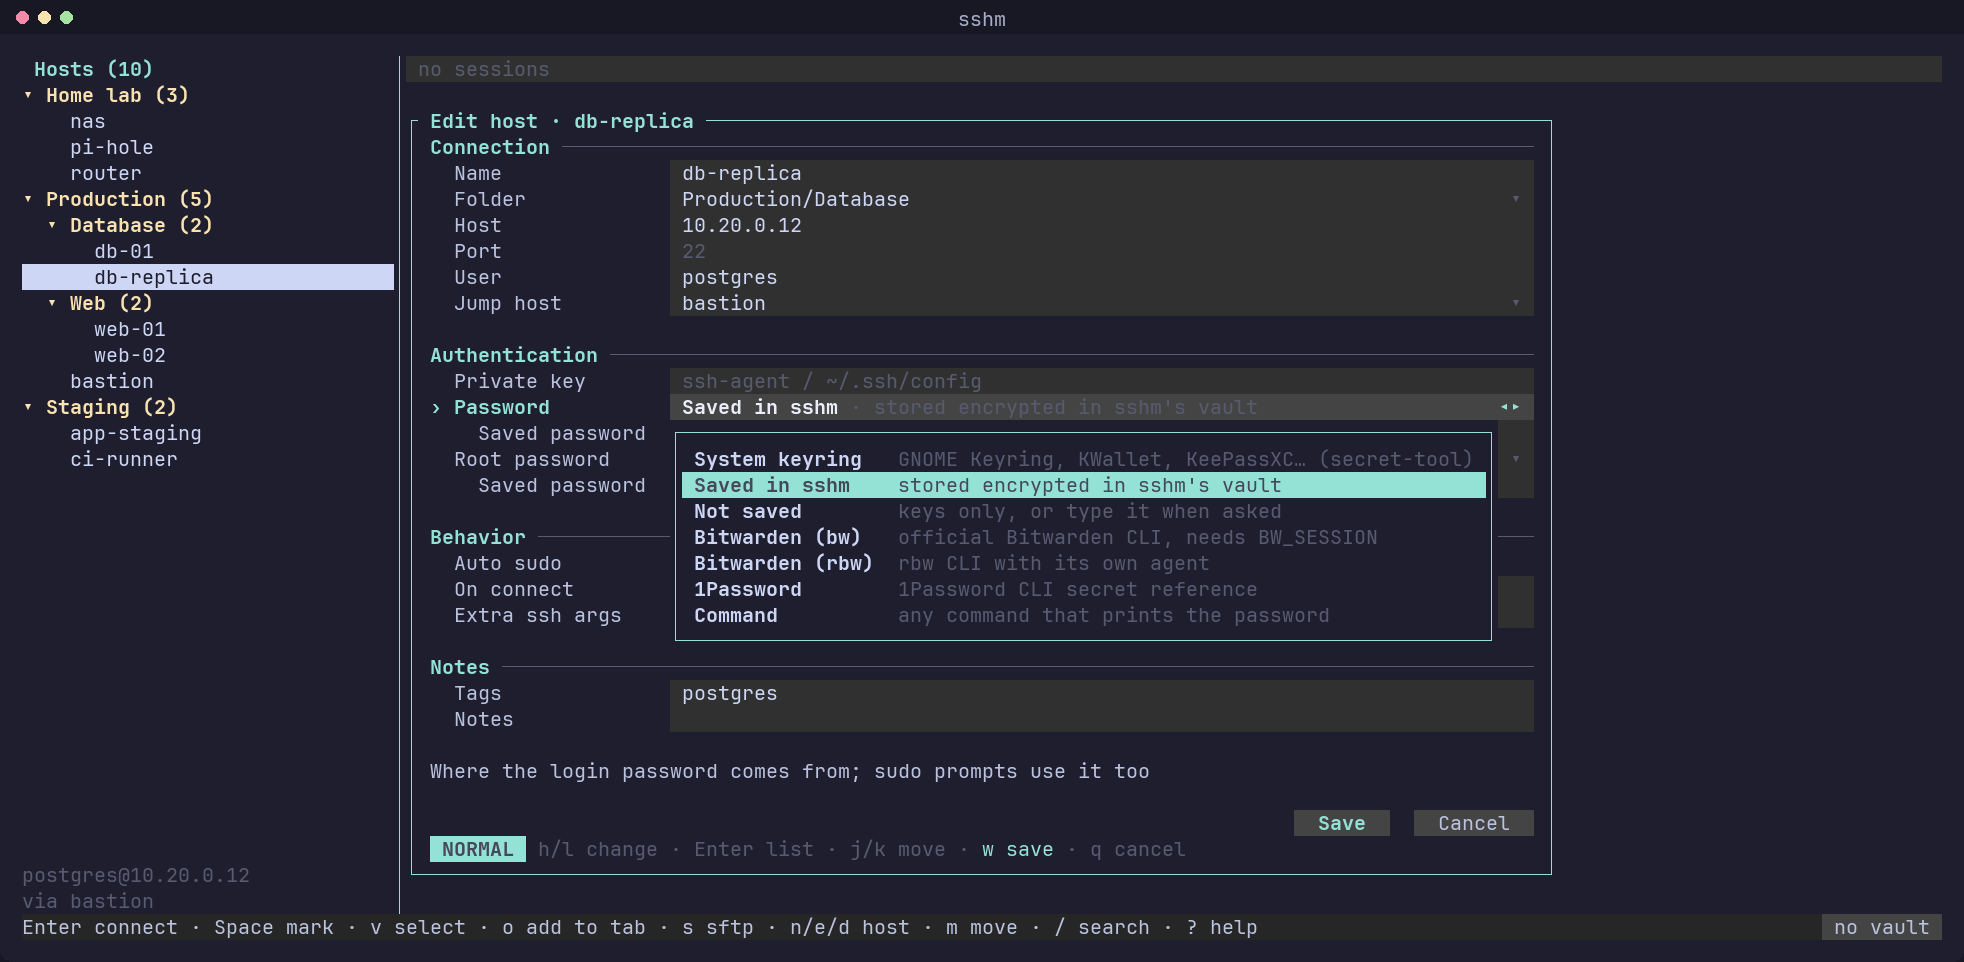 sshm
Hosts (10)
▾ Home lab (3)
nas
pi-hole
router
▾ Production (5)
▾ Database (2)
db-01
db-replica
▾ Web (2)
web-01
web-02
bastion
▾ Staging (2)
app-staging
ci-runner
postgres@10.20.0.12
via bastion
no sessions
Edit host · db-replica
Connection
Name db-replica
Folder Production/Database ▾
Host 10.20.0.12
Port 22
User postgres
Jump host bastion ▾
Authentication
Private key ssh-agent / ~/.ssh/config
› Password Saved in sshm · stored encrypted in sshm's vault ◂▸
Saved password
Root password ▾
Saved password
System keyring GNOME Keyring, KWallet, KeePassXC… (secret-tool)
Saved in sshm stored encrypted in sshm's vault
Not saved keys only, or type it when asked
Bitwarden (bw) official Bitwarden CLI, needs BW_SESSION
Bitwarden (rbw) rbw CLI with its own agent
1Password 1Password CLI secret reference
Command any command that prints the password
Behavior
Auto sudo
On connect
Extra ssh args
Notes
Tags postgres
Notes
Where the login password comes from; sudo prompts use it too
Save Cancel
NORMAL h/l change · Enter list · j/k move · w save · q cancel
Enter connect · Space mark · v select · o add to tab · s sftp · n/e/d host · m move · / search · ? help no vault